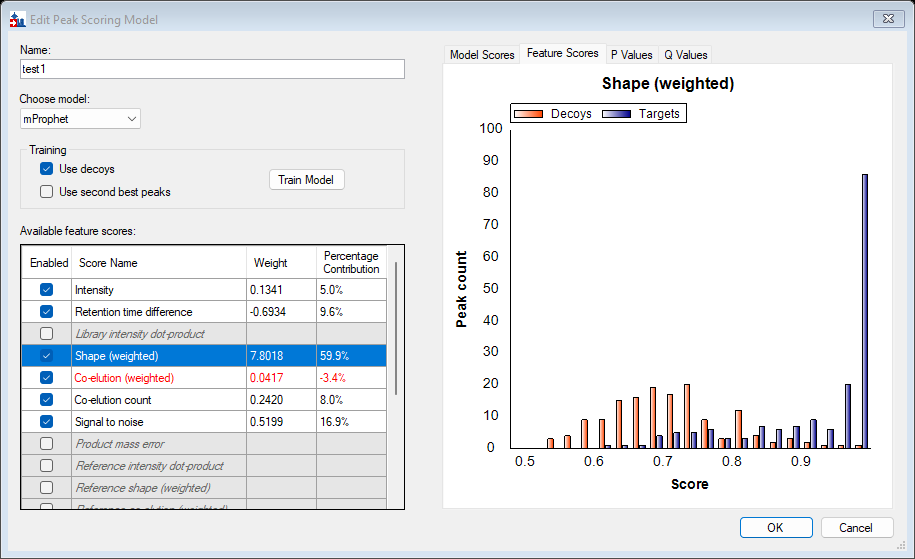 Edit Peak Scoring Model
Name:
test1
Choose model:
mProphet
Training
Use decoys
Use second best peaks
Train Model
Available feature scores:
Enabled Score Name Weight Percentage Contribution
Intensity 0.1341 5.0%
Retention time difference -0.6934 9.6%
Library intensity dot-product
Shape (weighted) 7.8018 59.9%
Co-elution (weighted) 0.0417 -3.4%
Co-elution count 0.2420 8.0%
Signal to noise 0.5199 16.9%
Product mass error
Reference intensity dot-product
Reference shape (weighted)
Reference co-elution (weighted)
Model Scores Feature Scores P Values Q Values
Shape (weighted)
Decoys Targets
100
90
80
70
60
50
40
30
20
10
0
Peak count
0.5 0.6 0.7 0.8 0.9
Score
OK Cancel